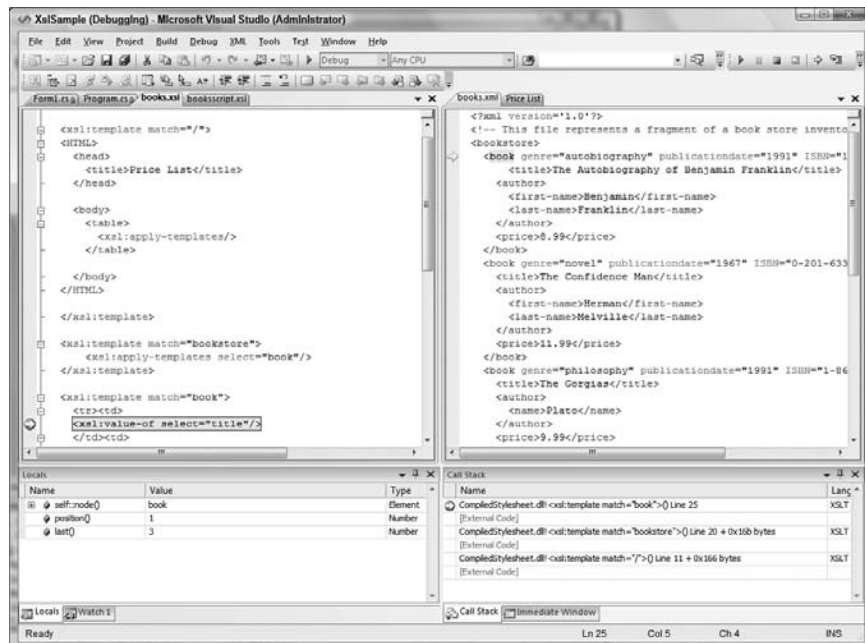 XslSample (Debugging) - Microsoft Visual Studio (Administrator)
File Edit View Project Build Debug XML Tools Test Window Help
Debug Any CPU
Form1.cs Program.cs books.xsl booksscript.xsl
<xsl:template match="/">
<HTML>
<head>
<title>Price List</title>
</head>
<body>
<table>
<xsl:apply-templates/>
</table>
</body>
</HTML>
</xsl:template>
<xsl:template match="bookstore">
<xsl:apply-templates select="book"/>
</xsl:template>
<xsl:template match="book">
<tr><td>
<xsl:value-of select="title"/>
</td><td>
books.xml Price List
<?xml version='1.0'?>
<!-- This file represents a fragment of a book store invento
<bookstore>
<book genre="autobiography" publicationdate="1991" ISBN="1
<title>The Autobiography of Benjamin Franklin</title>
<author>
<first-name>Benjamin</first-name>
<last-name>Franklin</last-name>
</author>
<price>8.99</price>
</book>
<book genre="novel" publicationdate="1967" ISBN="0-201-633
<title>The Confidence Man</title>
<author>
<first-name>Herman</first-name>
<last-name>Melville</last-name>
</author>
<price>11.99</price>
</book>
<book genre="philosophy" publicationdate="1991" ISBN="1-86
<title>The Gorgias</title>
<author>
<name>Plato</name>
</author>
<price>9.99</price>
Locals
Name Value Type
self::node() book Element
position() 1 Number
last() 3 Number
Locals Watch 1
Call Stack
Name Lang
CompiledStylesheet.dll!<xsl:template match="book">() Line 25 XSLT
[External Code]
CompiledStylesheet.dll!<xsl:template match="bookstore">() Line 20 + 0x16b bytes XSLT
[External Code]
CompiledStylesheet.dll!<xsl:template match="/">() Line 11 + 0x166 bytes XSLT
[External Code]
Call Stack Immediate Window
Ready Ln 25 Col 5 Ch 4 INS